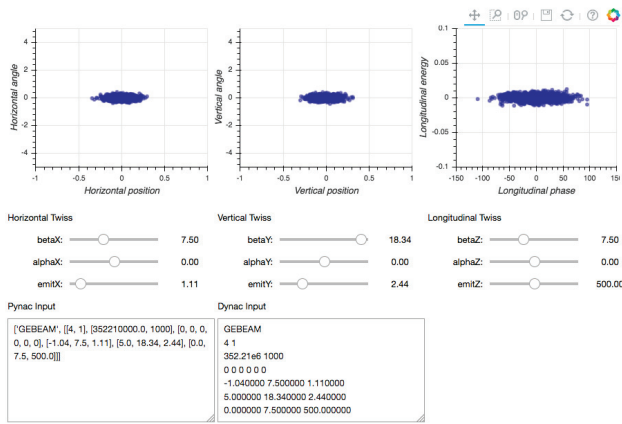 4
2
0
-2
-4
-1
-0.5
0
0.5
1
Horizontal angle
Horizontal position
4
2
0
-2
-4
-1
-0.5
0
0.5
1
Vertical angle
Vertical position
0.1
0.05
0
-0.05
-0.1
-150
-100
-50
0
50
100
Longitudinal energy
Longitudinal phase
Horizontal Twiss
Vertical Twiss
Longitudinal Twiss
betaX: 7.50
betaY: 18.34
betaZ: 7.50
alphaX: 0.00
alphaY: 0.00
alphaZ: 0.00
emitX: 1.11
emitY: 2.44
emitZ: 500.00
Pynac Input
Dynac Input
['GEBEAM', [[4, 1], [352210000.0, 1000], [0, 0, 0,
0, 0, 0], [-1.04, 7.5, 1.11], [5.0, 18.34, 2.44], [0.0,
7.5, 500.0]]]
GEBEAM
4 1
352.21e6 1000
0 0 0 0 0 0
-1.040000 7.500000 1.110000
5.000000 18.340000 2.440000
0.000000 7.500000 500.000000